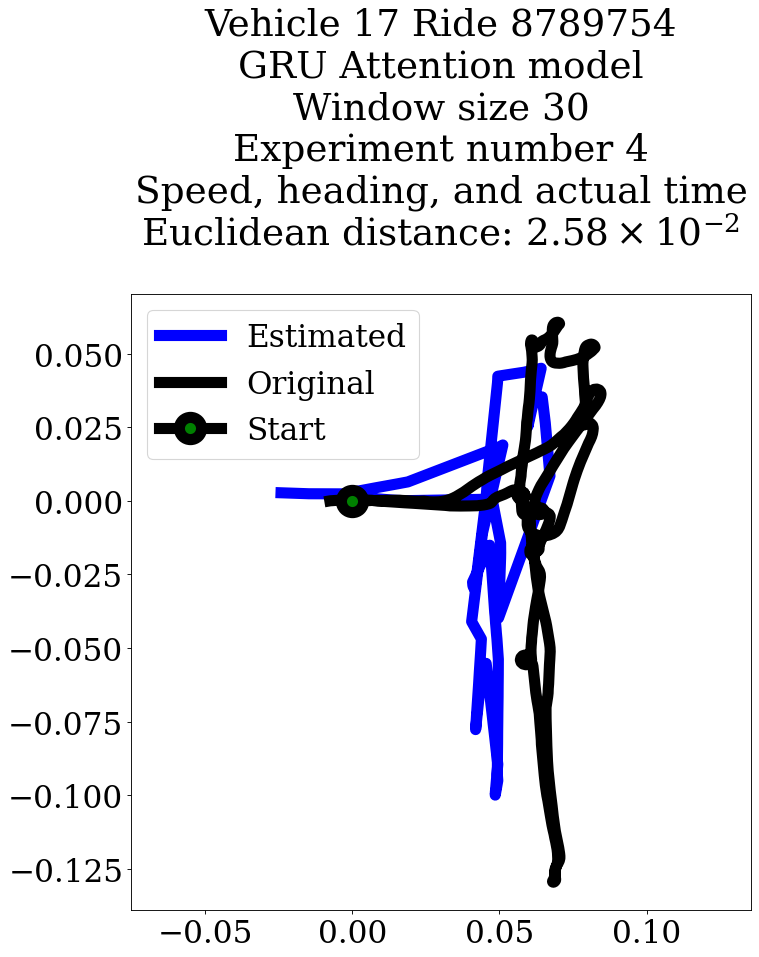 Vehicle 17 Ride 8789754
GRU Attention model
Window size 30
Experiment number 4
Speed, heading, and actual time
Euclidean distance: 2.58 × 10⁻²
Estimated
Original
Start
0.050
0.025
0.000
−0.025
−0.050
−0.075
−0.100
−0.125
−0.05 0.00 0.05 0.10